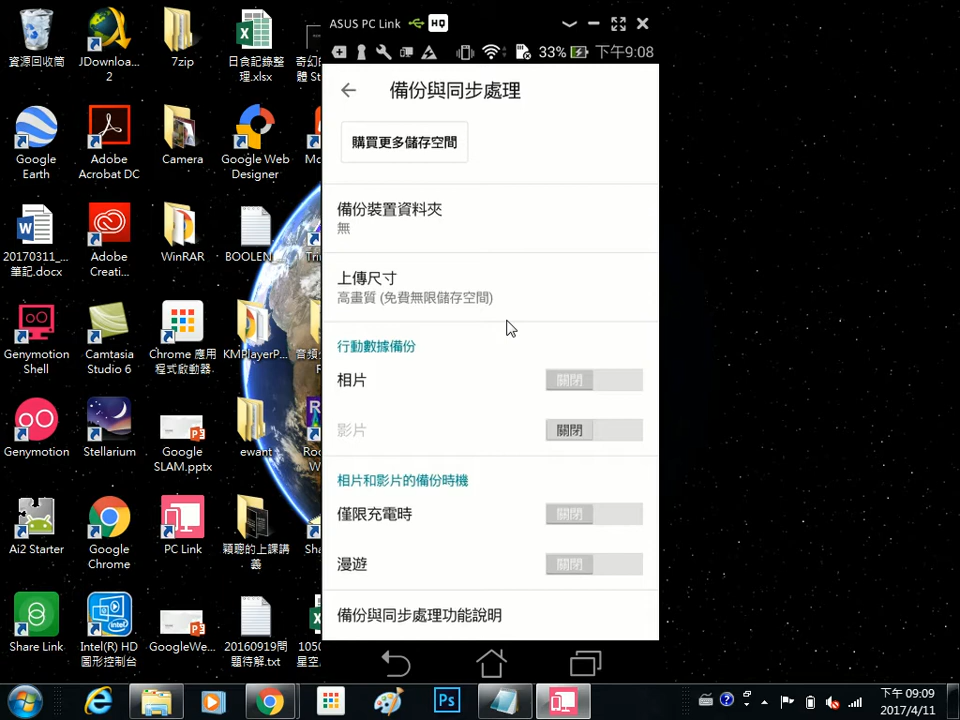 ASUS PC Link HQ
33% 下午9:08
備份與同步處理
購買更多儲存空間
備份裝置資料夾
無
上傳尺寸
高畫質 (免費無限儲存空間)
行動數據備份
相片 關閉
影片 關閉
相片和影片的備份時機
僅限充電時 關閉
漫遊 關閉
備份與同步處理功能說明
資源回收筒
JDownloa... 2
7zip
日食記錄整理.xlsx
Google Earth
Adobe Acrobat DC
Camera
Google Web Designer
20170311_... 筆記.docx
Adobe Creati...
WinRAR
BOOLEN
Genymotion Shell
Camtasia Studio 6
Chrome 應用程式啟動器
KMPlayerP...
Genymotion
Stellarium
Google SLAM.pptx
ewant
Ai2 Starter
Google Chrome
PC Link
穎聰的上課講義
Share Link
Intel(R) HD 圖形控制台
GoogleWe...
20160919問題待解.txt
Ps
下午 09:09
2017/4/11